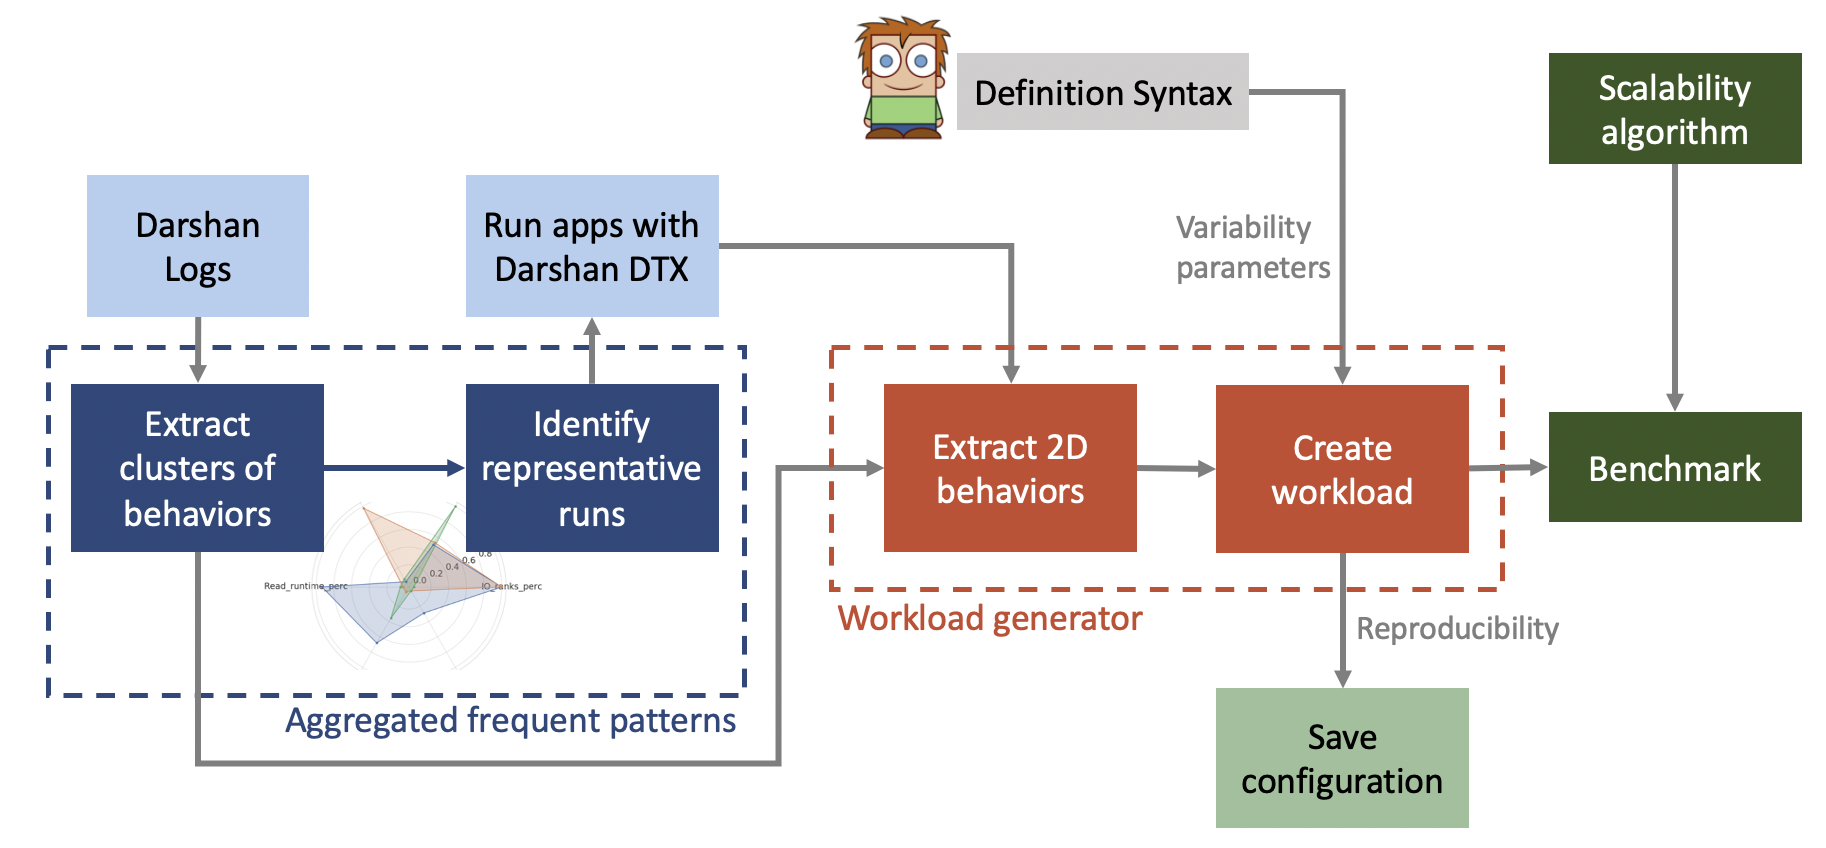 Definition Syntax
Scalability
algorithm
Darshan
Logs
Run apps with
Darshan DTX
Variability
parameters
Extract
clusters of
behaviors
Identify
representative
runs
Extract 2D
behaviors
Create
workload
Benchmark
0.8
0.6
0.4
0.2
0.0
Read_runtime_perc
IO_ranks_perc
Workload generator
Reproducibility
Aggregated frequent patterns
Save
configuration